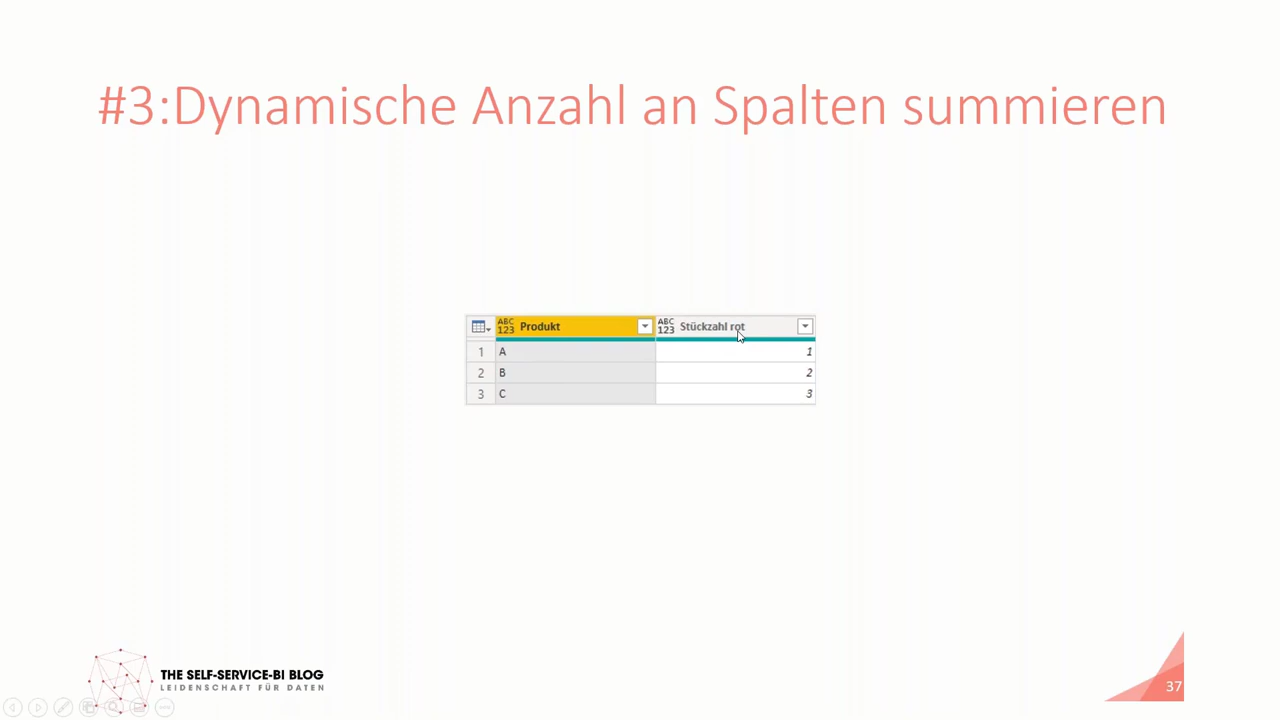 #3:Dynamische Anzahl an Spalten summieren
ABC 123 Produkt ABC 123 Stückzahl rot
1 A 1
2 B 2
3 C 3
THE SELF-SERVICE-BI BLOG
LEIDENSCHAFT FÜR DATEN
37